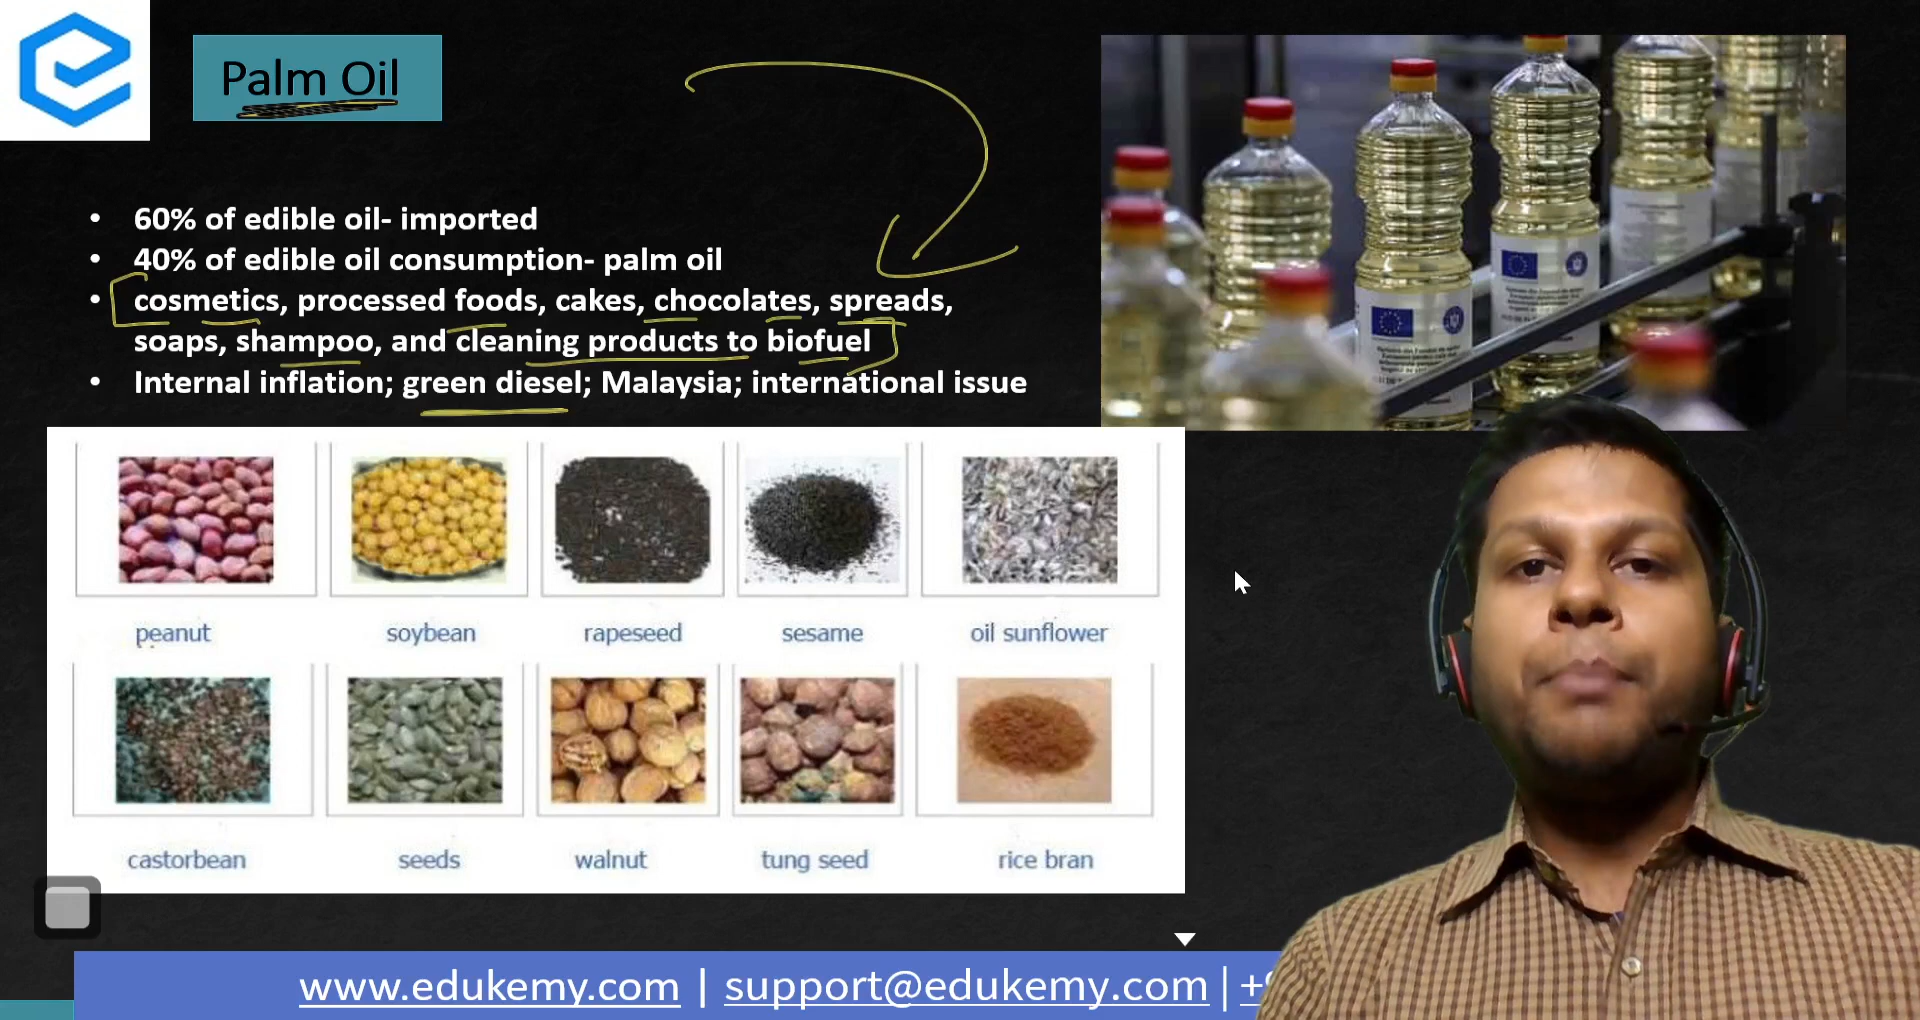 Palm Oil
• 60% of edible oil- imported
• 40% of edible oil consumption- palm oil
• cosmetics, processed foods, cakes, chocolates, spreads,
soaps, shampoo, and cleaning products to biofuel
• Internal inflation; green diesel; Malaysia; international issue
peanut soybean rapeseed sesame oil sunflower
castorbean seeds walnut tung seed rice bran
www.edukemy.com | support@edukemy.com | +